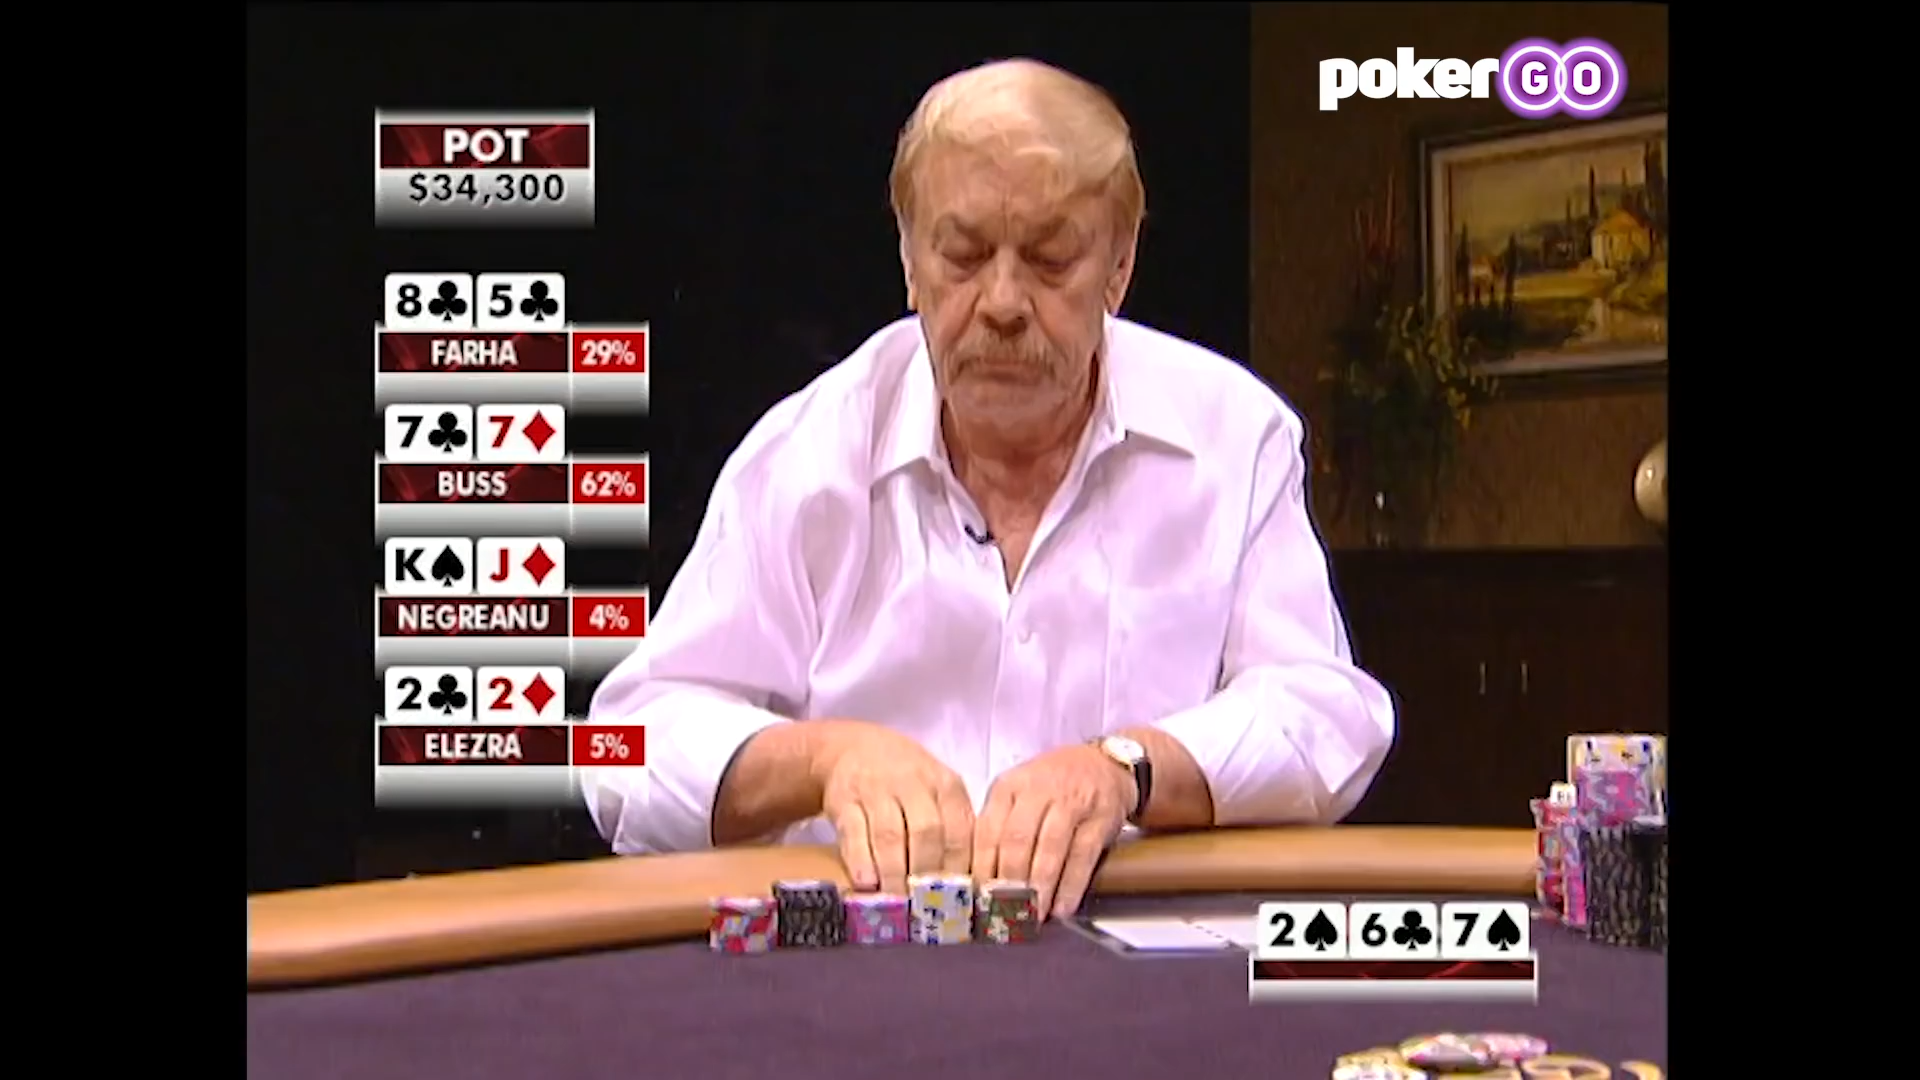 pokerGO
POT
$34,300
8♣ 5♣
FARHA 29%
7♣ 7♦
BUSS 62%
K♠ J♦
NEGREANU 4%
2♣ 2♦
ELEZRA 5%
2♠ 6♣ 7♠